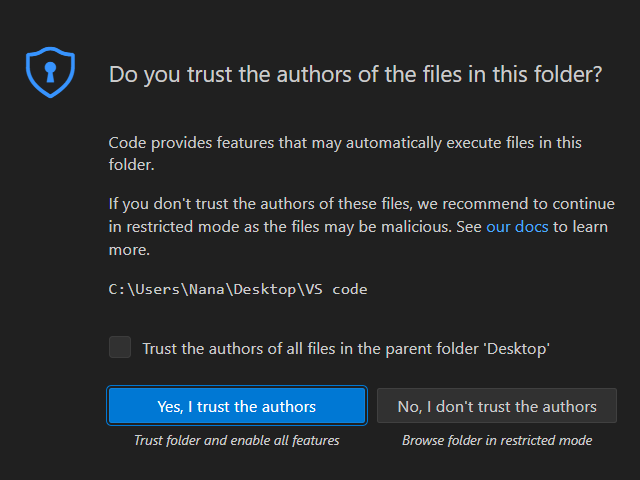 Do you trust the authors of the files in this folder?
Code provides features that may automatically execute files in this
folder.
If you don't trust the authors of these files, we recommend to continue
in restricted mode as the files may be malicious. See our docs to learn
more.
C:\Users\Nana\Desktop\VS code
Trust the authors of all files in the parent folder 'Desktop'
Yes, I trust the authors
No, I don't trust the authors
Trust folder and enable all features
Browse folder in restricted mode